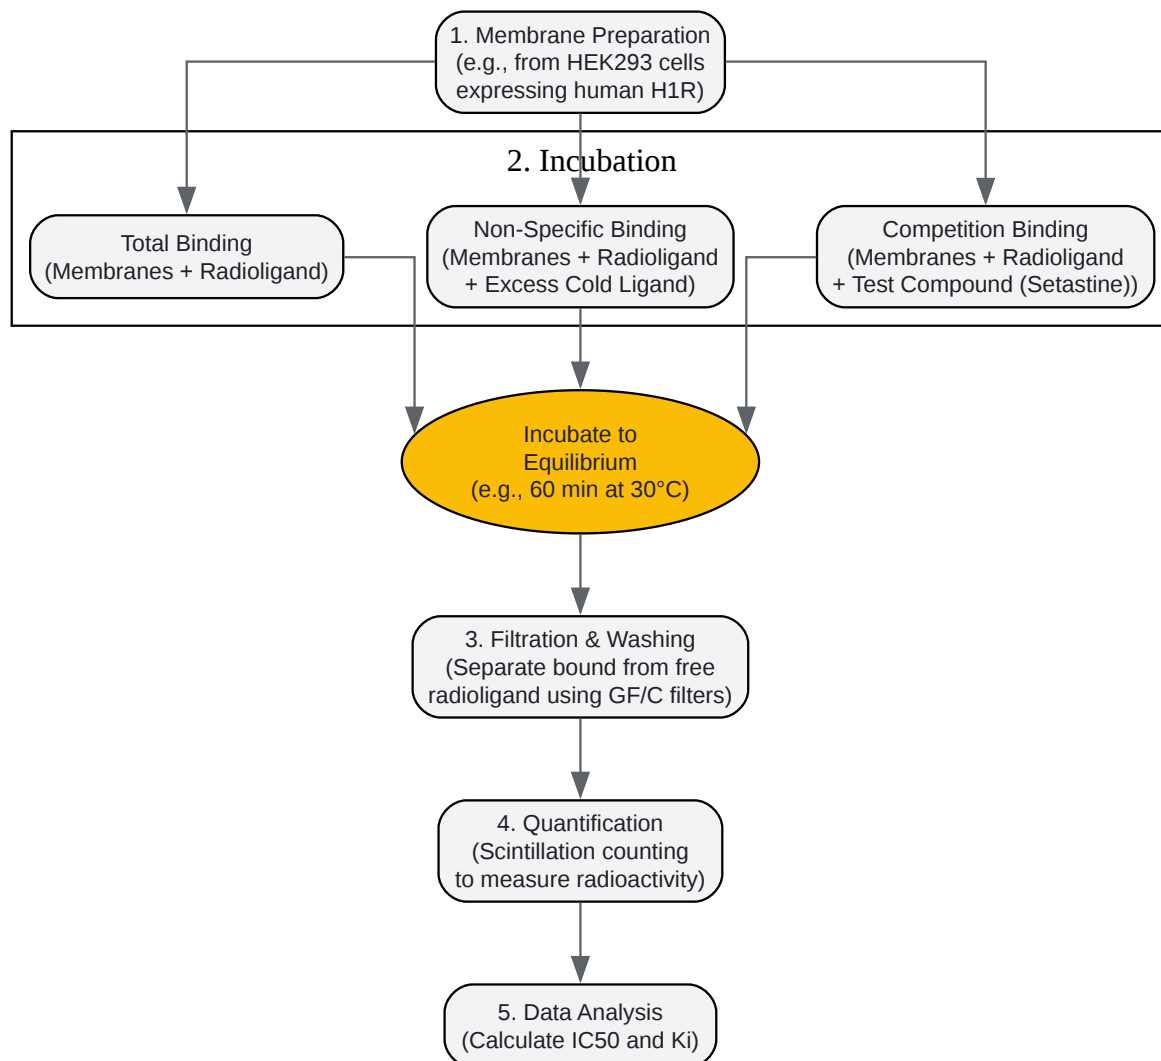 1. Membrane Preparation
(e.g., from HEK293 cells
expressing human H1R)
2. Incubation
Total Binding
(Membranes + Radioligand)
Non-Specific Binding
(Membranes + Radioligand
+ Excess Cold Ligand)
Competition Binding
(Membranes + Radioligand
+ Test Compound (Setastine))
Incubate to
Equilibrium
(e.g., 60 min at 30°C)
3. Filtration & Washing
(Separate bound from free
radioligand using GF/C filters)
4. Quantification
(Scintillation counting
to measure radioactivity)
5. Data Analysis
(Calculate IC50 and Ki)